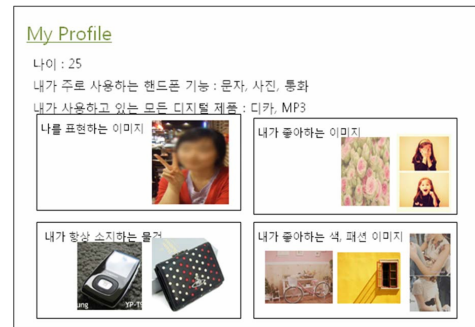 My Profile
나이 : 25
내가 주로 사용하는 핸드폰 기능 : 문자, 사진, 통화
내가 사용하고 있는 모든 디지털 제품 : 디카, MP3
나를 표현하는 이미지
내가 좋아하는 이미지
내가 항상 소지하는 물건
내가 좋아하는 색, 패션 이미지